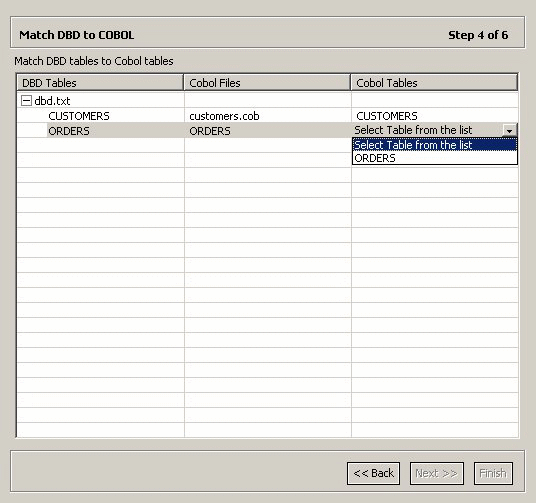 Match DBD to COBOL Step 4 of 6
Match DBD tables to Cobol tables
DBD Tables Cobol Files Cobol Tables
dbd.txt
CUSTOMERS customers.cob CUSTOMERS
ORDERS ORDERS Select Table from the list
Select Table from the list
ORDERS
<< Back Next >> Finish